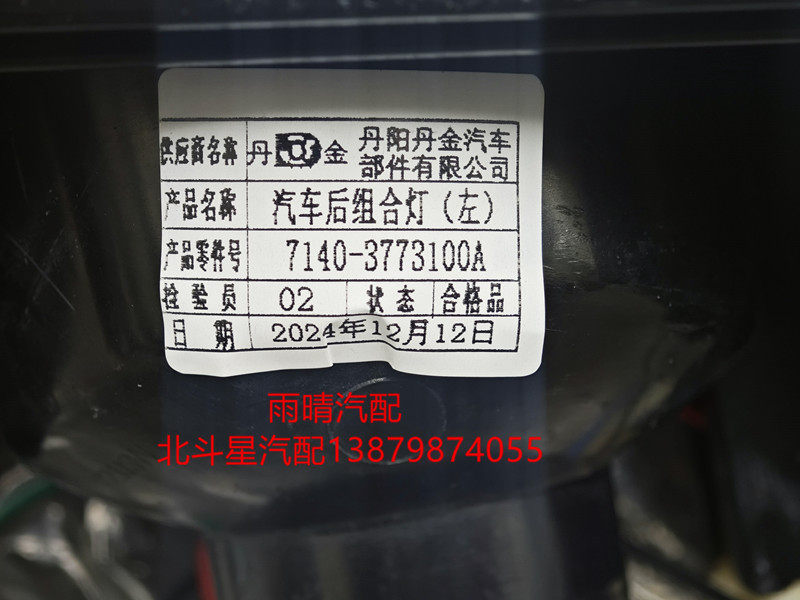 供应商名称 丹 金 丹阳丹金汽车
部件有限公司
产品名称 汽车后组合灯（左）
产品零件号 7140-3773100A
检验员 02 状态 合格品
日期 2024年12月12日
雨晴汽配
北斗星汽配13879874055